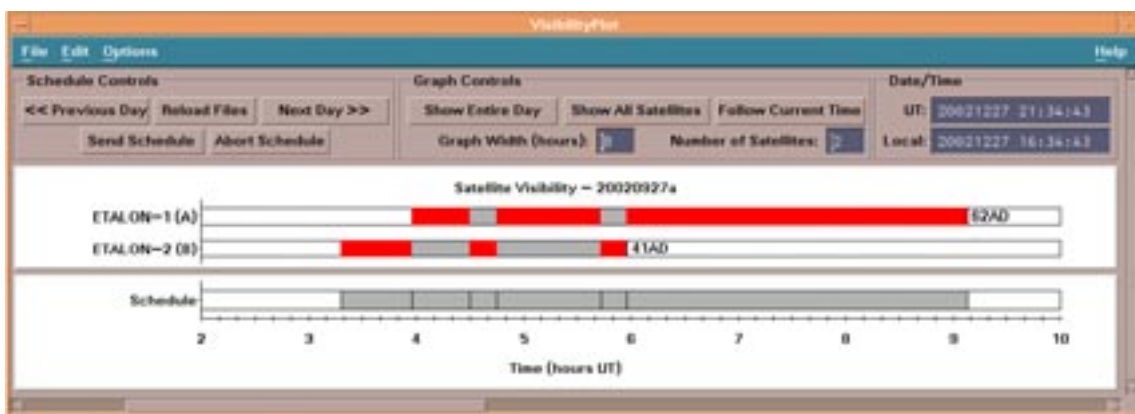 VisibilityPlot
File Edit Options Help
Schedule Controls
<< Previous Day Reload Files Next Day >>
Send Schedule Abort Schedule
Graph Controls
Show Entire Day Show All Satellites Follow Current Time
Graph Width (hours): 8 Number of Satellites: 2
Date/Time
UT: 20021227 21:34:43
Local: 20021227 16:34:43
Satellite Visibility - 20020927a
ETALON-1 (A) 62AD
ETALON-2 (B) 41AD
Schedule
2 3 4 5 6 7 8 9 10
Time (hours UT)